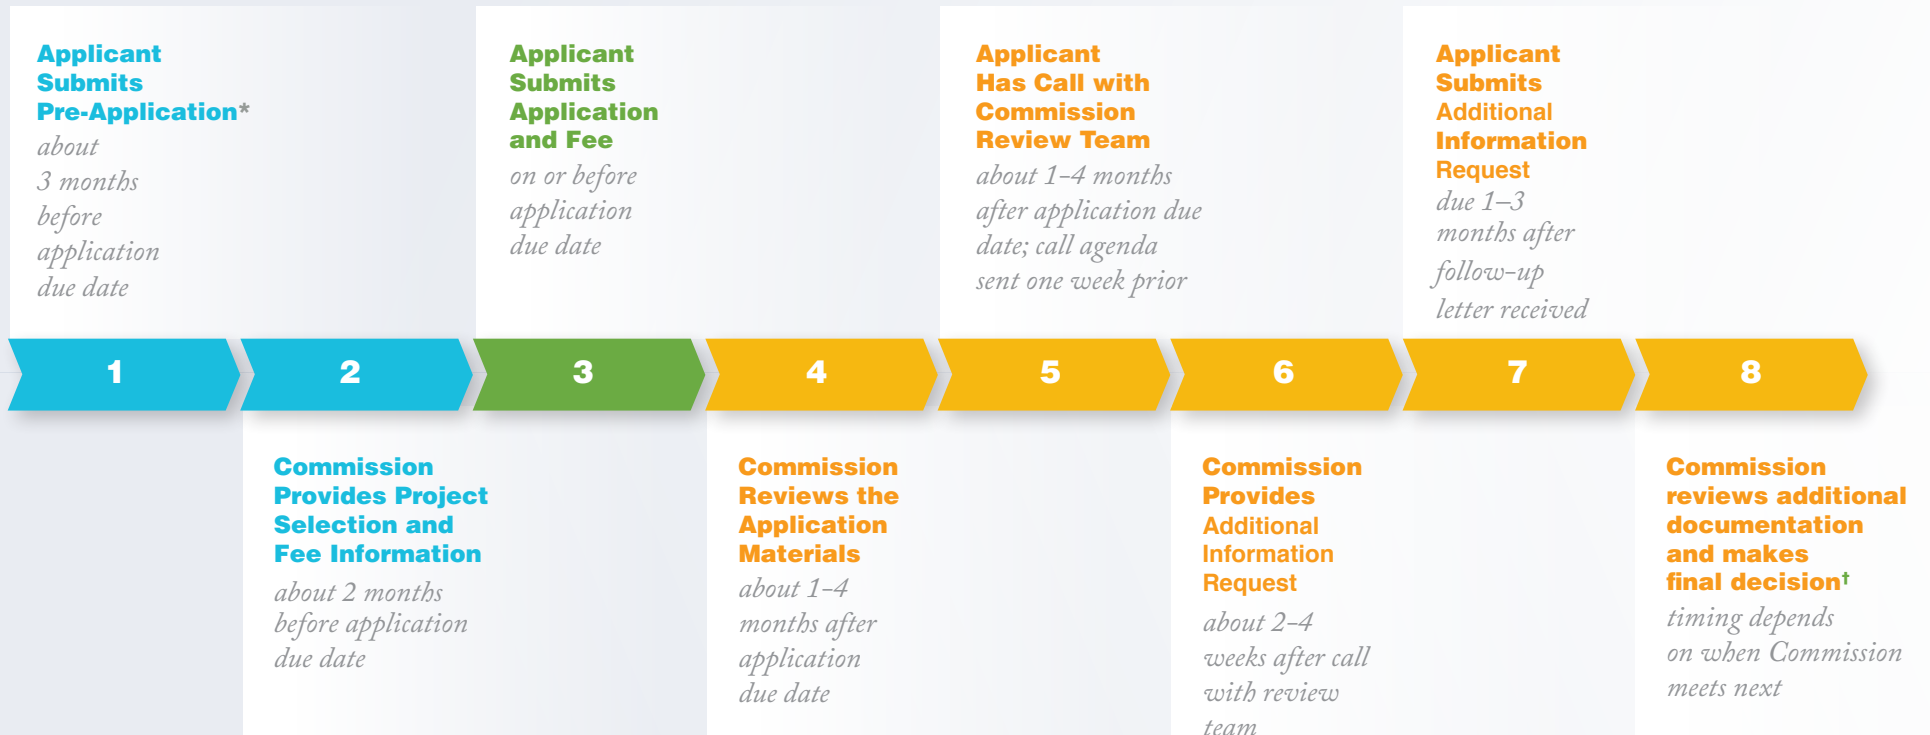 Applicant
Submits
Pre-Application*
about
3 months
before
application
due date
Applicant
Submits
Application
and Fee
on or before
application
due date
Applicant
Has Call with
Commission
Review Team
about 1–4 months
after application due
date; call agenda
sent one week prior
Applicant
Submits
Additional
Information
Request
due 1–3
months after
follow-up
letter received
1
2
3
4
5
6
7
8
Commission
Provides Project
Selection and
Fee Information
about 2 months
before application
due date
Commission
Reviews the
Application
Materials
about 1–4
months after
application
due date
Commission
Provides
Additional
Information
Request
about 2–4
weeks after call
with review
team
Commission
reviews additional
documentation
and makes
final decision†
timing depends
on when Commission
meets next